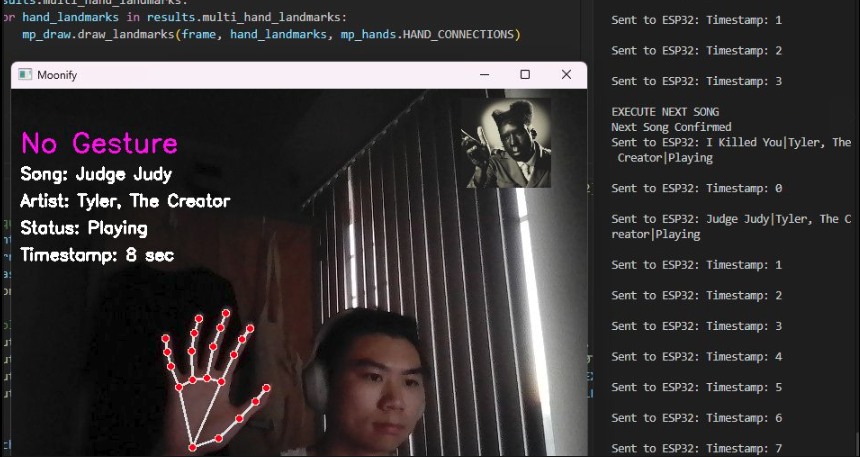 sults.multi_hand_landmarks:
or hand_landmarks in results.multi_hand_landmarks:
mp_draw.draw_landmarks(frame, hand_landmarks, mp_hands.HAND_CONNECTIONS)
Moonify
No Gesture
Song: Judge Judy
Artist: Tyler, The Creator
Status: Playing
Timestamp: 8 sec
Sent to ESP32: Timestamp: 1
Sent to ESP32: Timestamp: 2
Sent to ESP32: Timestamp: 3
EXECUTE NEXT SONG
Next Song Confirmed
Sent to ESP32: I Killed You|Tyler, The
Creator|Playing
Sent to ESP32: Timestamp: 0
Sent to ESP32: Judge Judy|Tyler, The C
reator|Playing
Sent to ESP32: Timestamp: 1
Sent to ESP32: Timestamp: 2
Sent to ESP32: Timestamp: 3
Sent to ESP32: Timestamp: 4
Sent to ESP32: Timestamp: 5
Sent to ESP32: Timestamp: 6
Sent to ESP32: Timestamp: 7